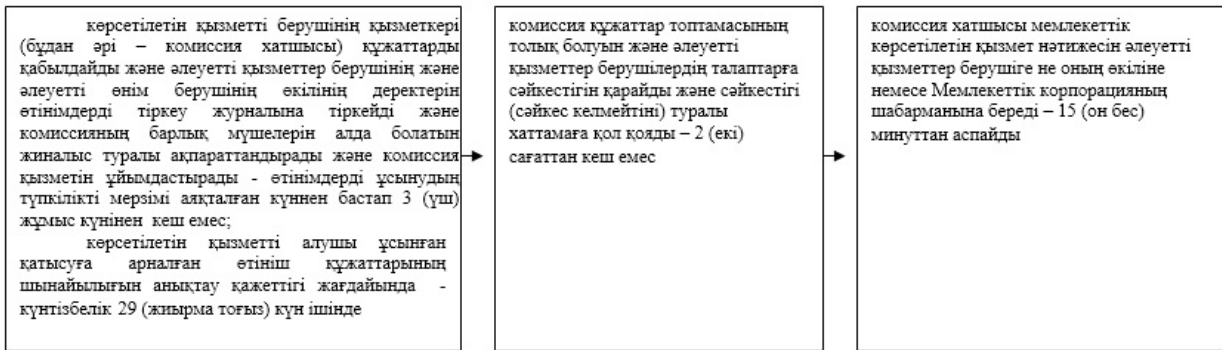 көрсетілетін қызметті берушінің қызметкері
(бұдан әрі – комиссия хатшысы) құжаттарды
қабылдайды және әлеуетті қызметтер берушінің және
әлеуетті өнім берушінің өкілінің деректерін
өтінімдерді тіркеу журналына тіркейді және
комиссияның барлық мүшелерін алда болатын
жиналыс туралы ақпараттандырады және комиссия
қызметін ұйымдастырады - өтінімдерді ұсынудың
түпкілікті мерзімі аяқталған күннен бастап 3 (үш)
жұмыс күнінен кеш емес;
көрсетілетін қызметті алушы ұсынған
қатысуға арналған өтініш құжаттарының
шынайылығын анықтау қажеттігі жағдайында -
күнтізбелік 29 (жиырма тоғыз) күн ішінде
комиссия құжаттар топтамасының
толық болуын және әлеуетті
қызметтер берушілердің талаптарға
сәйкестігін қарайды және сәйкестігі
(сәйкес келмейтіні) туралы
хаттамаға қол қояды – 2 (екі)
сағаттан кеш емес
комиссия хатшысы мемлекеттік
көрсетілетін қызмет нәтижесін әлеуетті
қызметтер берушіге не оның өкіліне
немесе Мемлекеттік корпорацияның
шабарманына береді – 15 (он бес)
минуттан аспайды